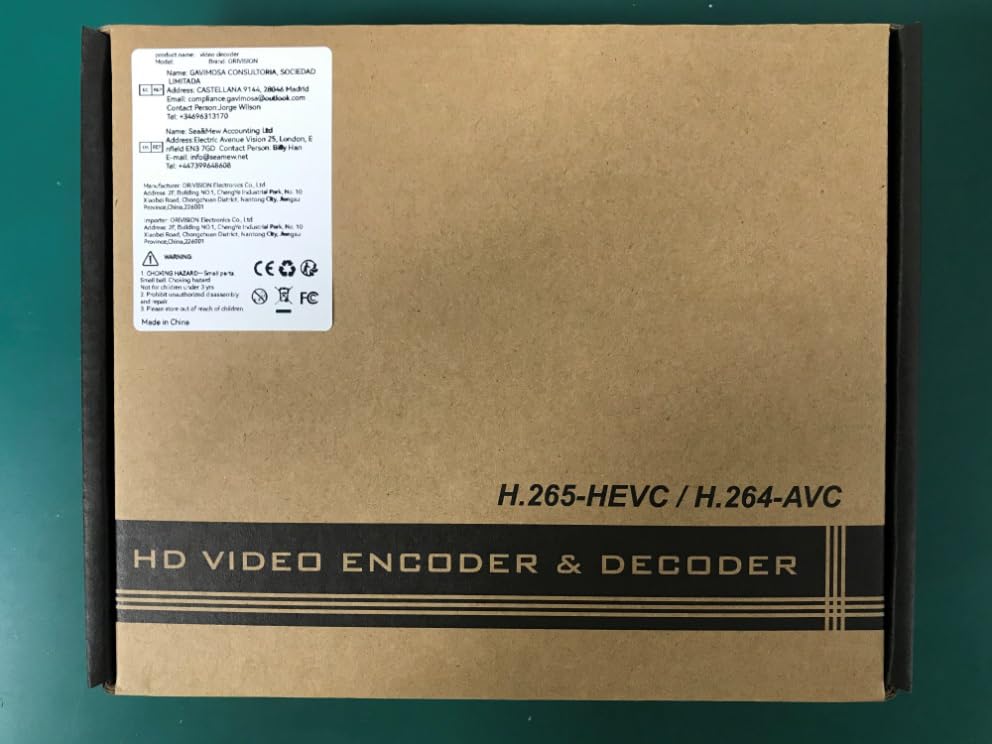 product name: video decoder
Model: Brand: ORIVISION
EC REP
Name: GAVIMOSA CONSULTORIA, SOCIEDAD
LIMITADA
Address: CASTELLANA 9144, 28046 Madrid
Email: compliance.gavimosa@outlook.com
Contact Person:Jorge Wilson
Tel: +34696313170
UK REP
Name: Sea&Mew Accounting Ltd
Address:Electric Avenue Vision 25, London, E
nfield EN3 7GD Contact Person: Billy Han
E-mail: info@seamew.net
Tel: +447399648608
Manufacturer: ORIVISION Electronics Co., Ltd
Address: 2F, Building NO.1, ChengYe Industrial Park, No. 10
Xiaobei Road, Chongchuan District, Nantong City, Jiangsu
Province,China,226001
Importer: ORIVISION Electronics Co., Ltd
Address: 2F, Building NO.1, ChengYe Industrial Park, No. 10
Xiaobei Road, Chongchuan District, Nantong City, Jiangsu
Province,China,226001
WARNING
1. CHOKING HAZARD—Small parts.
Small ball. Choking hazard
Not for children under 3 yrs
2. Prohibit unauthorized disassembly
and repair
3. Please store out of reach of children
CE
FC
Made in China
H.265-HEVC / H.264-AVC
HD VIDEO ENCODER & DECODER